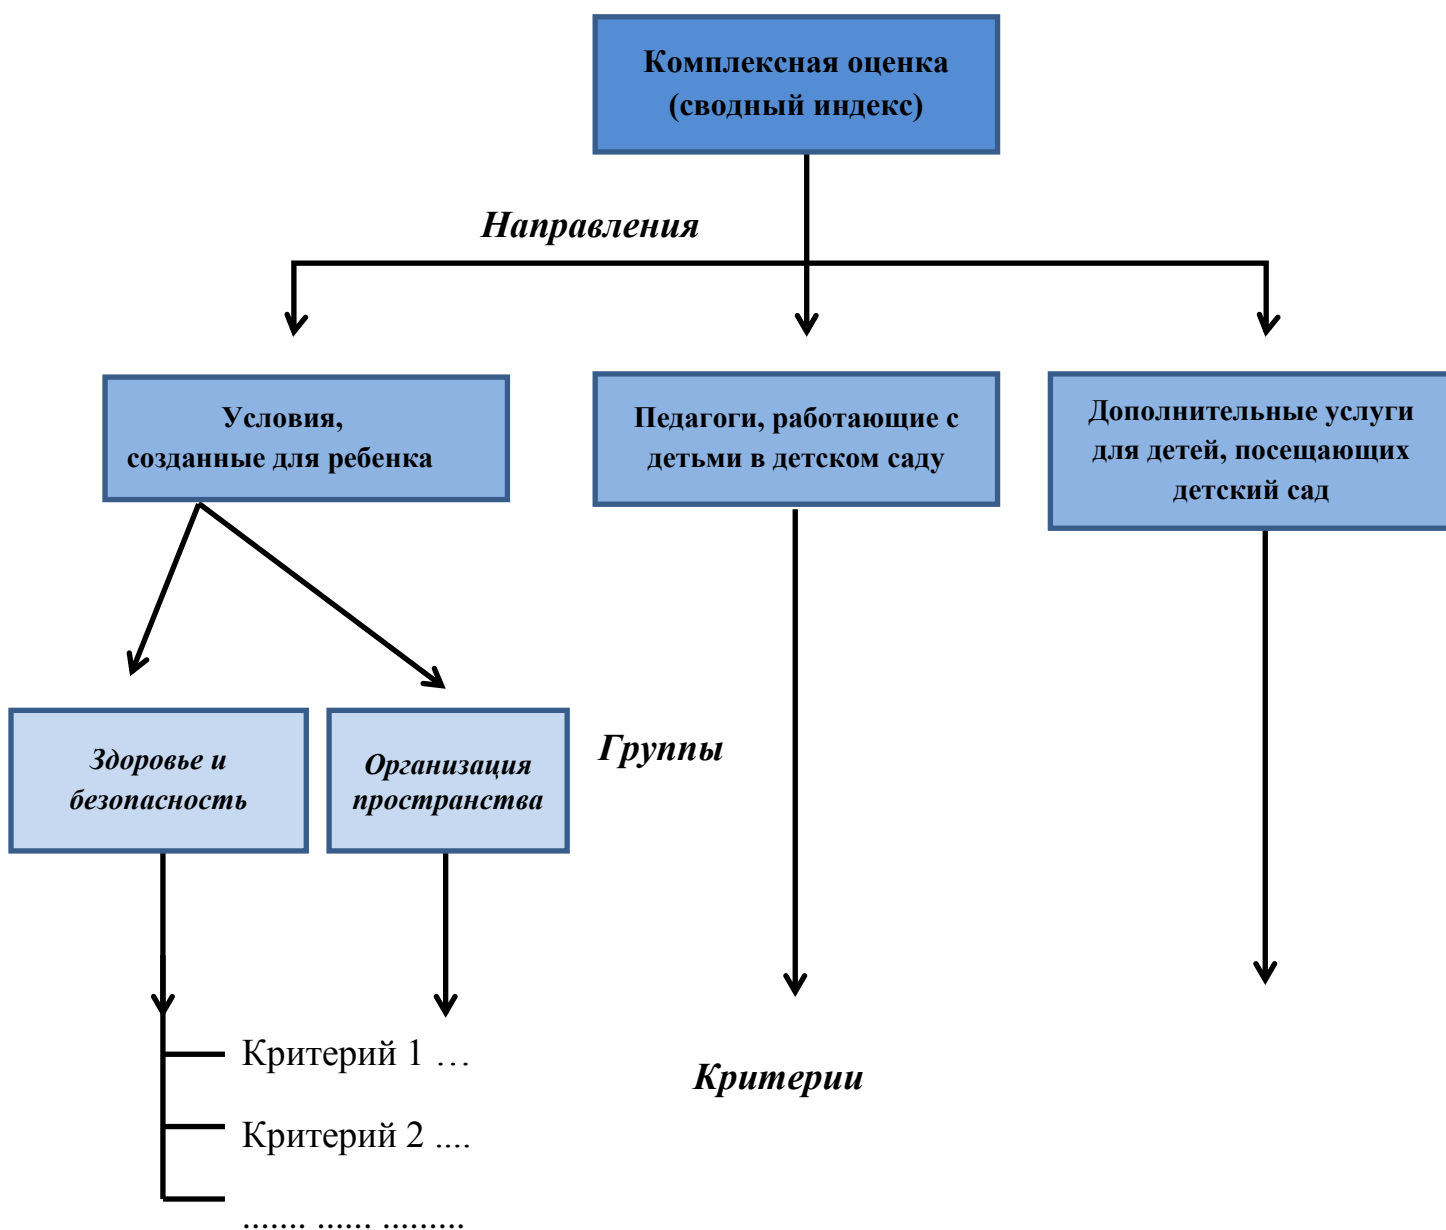 Комплексная оценка
(сводный индекс)
Направления
Условия,
созданные для ребенка
Педагоги, работающие с
детьми в детском саду
Дополнительные услуги
для детей, посещающих
детский сад
Здоровье и
безопасность
Организация
пространства
Группы
Критерий 1 …
Критерий 2 ....
Критерии
....... ...... .........